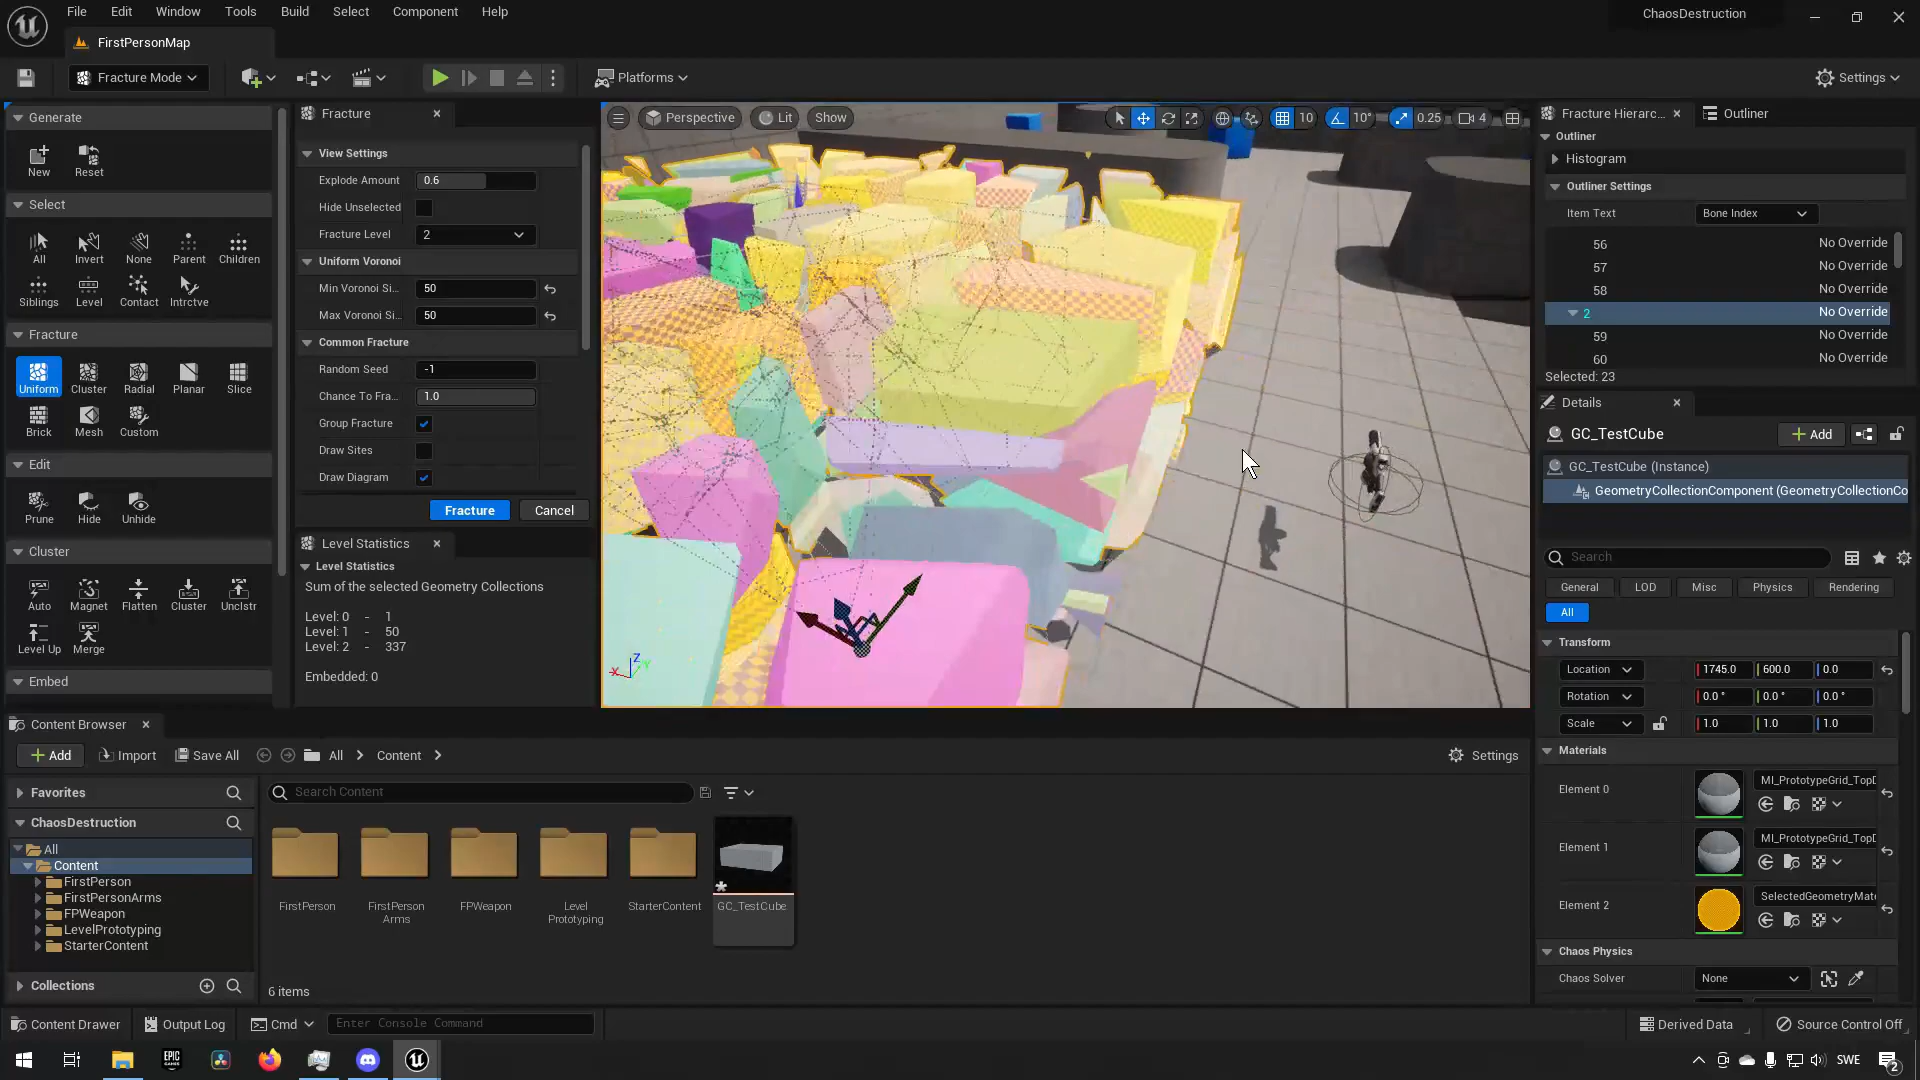 File Edit Window Tools Build Select Component Help
ChaosDestruction
FirstPersonMap
Fracture Mode
Platforms
Settings
Generate
New Reset
Select
All Invert None Parent Children
Siblings Level Contact Intrctve
Fracture
Uniform Cluster Radial Planar Slice
Brick Mesh Custom
Edit
Prune Hide Unhide
Cluster
Auto Magnet Flatten Cluster Unclstr
Level Up Merge
Embed
Fracture
View Settings
Explode Amount 0.6
Hide Unselected
Fracture Level 2
Uniform Voronoi
Min Voronoi Si... 50
Max Voronoi Si... 50
Common Fracture
Random Seed -1
Chance To Fra... 1.0
Group Fracture
Draw Sites
Draw Diagram
Fracture Cancel
Level Statistics
Level Statistics
Sum of the selected Geometry Collections
Level: 0 - 1
Level: 1 - 50
Level: 2 - 337
Embedded: 0
Perspective Lit Show
10 10° 0.25 4
X Z Y
Fracture Hierarc... Outliner
Outliner
Histogram
Outliner Settings
Item Text Bone Index
56 No Override
57 No Override
58 No Override
2 No Override
59 No Override
60 No Override
Selected: 23
Details
GC_TestCube
Add
GC_TestCube (Instance)
GeometryCollectionComponent (GeometryCollectionCo
Search
General LOD Misc Physics Rendering
All
Transform
Location 1745.0 600.0 0.0
Rotation 0.0° 0.0° 0.0°
Scale 1.0 1.0 1.0
Materials
Element 0 MI_PrototypeGrid_TopD
Element 1 MI_PrototypeGrid_TopD
Element 2 SelectedGeometryMate
Chaos Physics
Chaos Solver None
Content Browser
Add Import Save All All Content
Settings
Favorites
Search Content
ChaosDestruction
All
Content
FirstPerson
FirstPersonArms
FPWeapon
LevelPrototyping
StarterContent
Collections
FirstPerson
FirstPerson
Arms
FPWeapon
Level
Prototyping
StarterContent
GC_TestCube
6 items
Content Drawer Output Log Cmd Enter Console Command
Derived Data Source Control Off
EPIC
GAMES
SWE
2